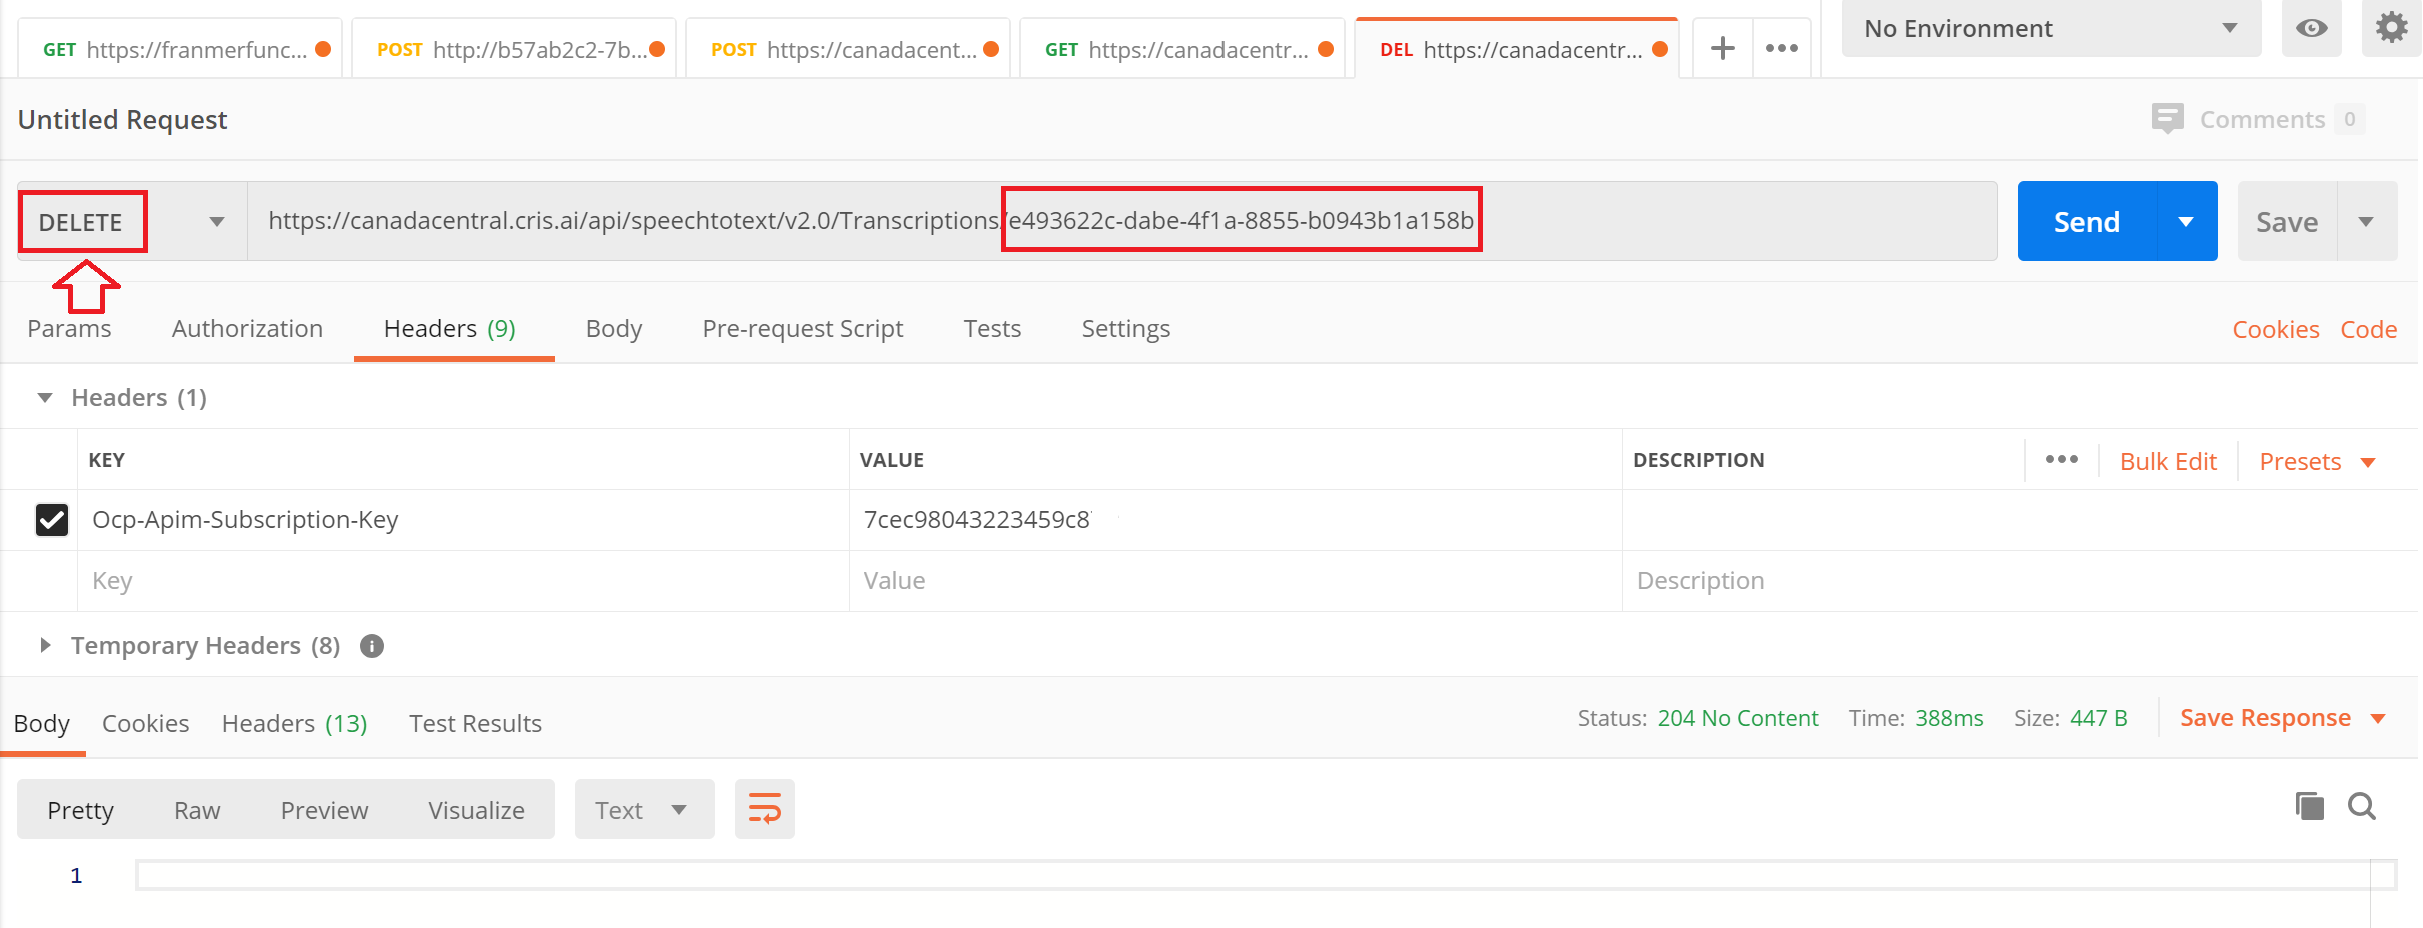 GET https://franmerfunc... POST http://b57ab2c2-7b... POST https://canadacent... GET https://canadacentr... DEL https://canadacentr... No Environment
Untitled Request Comments 0
DELETE https://canadacentral.cris.ai/api/speechtotext/v2.0/Transcriptions/e493622c-dabe-4f1a-8855-b0943b1a158b Send Save
Params Authorization Headers (9) Body Pre-request Script Tests Settings Cookies Code
Headers (1)
KEY VALUE DESCRIPTION Bulk Edit Presets
Ocp-Apim-Subscription-Key 7cec98043223459c8
Key Value Description
Temporary Headers (8)
Body Cookies Headers (13) Test Results Status: 204 No Content Time: 388ms Size: 447 B Save Response
Pretty Raw Preview Visualize Text
1